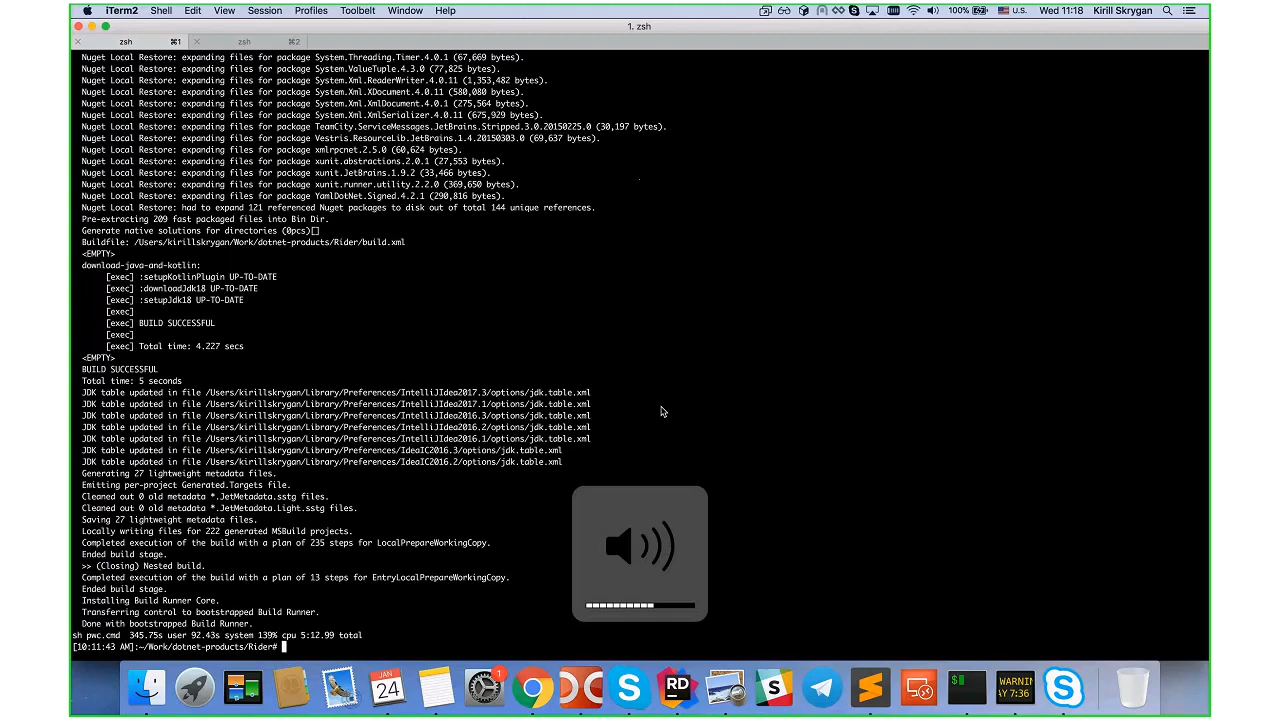 iTerm2 Shell Edit View Session Profiles Toolbelt Window Help 100% U.S. Wed 11:18 Kirill Skrygan
1. zsh
zsh ⌘1 zsh ⌘2
Nuget Local Restore: expanding files for package System.Threading.Timer.4.0.1 (67,669 bytes).
Nuget Local Restore: expanding files for package System.ValueTuple.4.3.0 (77,825 bytes).
Nuget Local Restore: expanding files for package System.Xml.ReaderWriter.4.0.11 (1,353,482 bytes).
Nuget Local Restore: expanding files for package System.Xml.XDocument.4.0.11 (580,080 bytes).
Nuget Local Restore: expanding files for package System.Xml.XmlDocument.4.0.1 (275,564 bytes).
Nuget Local Restore: expanding files for package System.Xml.XmlSerializer.4.0.11 (675,929 bytes).
Nuget Local Restore: expanding files for package TeamCity.ServiceMessages.JetBrains.Stripped.3.0.20150225.0 (30,197 bytes).
Nuget Local Restore: expanding files for package Vestris.ResourceLib.JetBrains.1.4.20150303.0 (69,637 bytes).
Nuget Local Restore: expanding files for package xmlrpcnet.2.5.0 (60,624 bytes).
Nuget Local Restore: expanding files for package xunit.abstractions.2.0.1 (27,553 bytes).
Nuget Local Restore: expanding files for package xunit.JetBrains.1.9.2 (33,466 bytes).
Nuget Local Restore: expanding files for package xunit.runner.utility.2.2.0 (369,650 bytes).
Nuget Local Restore: expanding files for package YamlDotNet.Signed.4.2.1 (290,816 bytes).
Nuget Local Restore: had to expand 121 referenced Nuget packages to disk out of total 144 unique references.
Pre-extracting 209 fast packaged files into Bin Dir.
Generate native solutions for directories (0pcs)[]
Buildfile: /Users/kirillskrygan/Work/dotnet-products/Rider/build.xml
<EMPTY>
download-java-and-kotlin:
[exec] :setupKotlinPlugin UP-TO-DATE
[exec] :downloadJdk18 UP-TO-DATE
[exec] :setupJdk18 UP-TO-DATE
[exec]
[exec] BUILD SUCCESSFUL
[exec]
[exec] Total time: 4.227 secs
<EMPTY>
BUILD SUCCESSFUL
Total time: 5 seconds
JDK table updated in file /Users/kirillskrygan/Library/Preferences/IntelliJIdea2017.3/options/jdk.table.xml
JDK table updated in file /Users/kirillskrygan/Library/Preferences/IntelliJIdea2017.1/options/jdk.table.xml
JDK table updated in file /Users/kirillskrygan/Library/Preferences/IntelliJIdea2016.3/options/jdk.table.xml
JDK table updated in file /Users/kirillskrygan/Library/Preferences/IntelliJIdea2016.2/options/jdk.table.xml
JDK table updated in file /Users/kirillskrygan/Library/Preferences/IntelliJIdea2016.1/options/jdk.table.xml
JDK table updated in file /Users/kirillskrygan/Library/Preferences/IdeaIC2016.3/options/jdk.table.xml
JDK table updated in file /Users/kirillskrygan/Library/Preferences/IdeaIC2016.2/options/jdk.table.xml
Generating 27 lightweight metadata files.
Emitting per-project Generated.Targets file.
Cleaned out 0 old metadata *.JetMetadata.sstg files.
Cleaned out 0 old metadata *.JetMetadata.Light.sstg files.
Saving 27 lightweight metadata files.
Locally writing files for 222 generated MSBuild projects.
Completed execution of the build with a plan of 235 steps for LocalPrepareWorkingCopy.
Ended build stage.
>> (Closing) Nested build.
Completed execution of the build with a plan of 13 steps for EntryLocalPrepareWorkingCopy.
Ended build stage.
Installing Build Runner Core.
Transferring control to bootstrapped Build Runner.
Done with bootstrapped Build Runner.
sh pwc.cmd 345.75s user 92.43s system 139% cpu 5:12.99 total
[10:11:43 AM]:~/Work/dotnet-products/Rider#
JAN
24
1
RD
WARNIN
AY 7:36